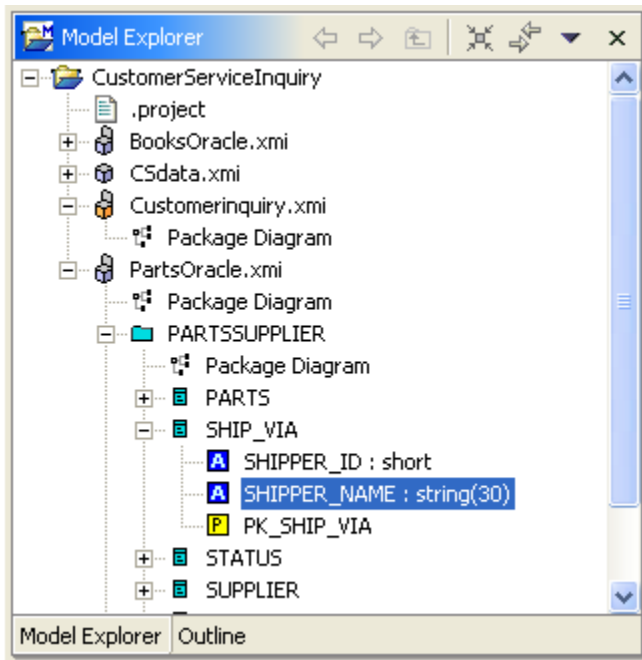 Model Explorer
CustomerServiceInquiry
.project
BooksOracle.xmi
CSdata.xmi
Customerinquiry.xmi
Package Diagram
PartsOracle.xmi
Package Diagram
PARTSSUPPLIER
Package Diagram
PARTS
SHIP_VIA
A SHIPPER_ID : short
A SHIPPER_NAME : string(30)
P PK_SHIP_VIA
STATUS
SUPPLIER
Model Explorer Outline